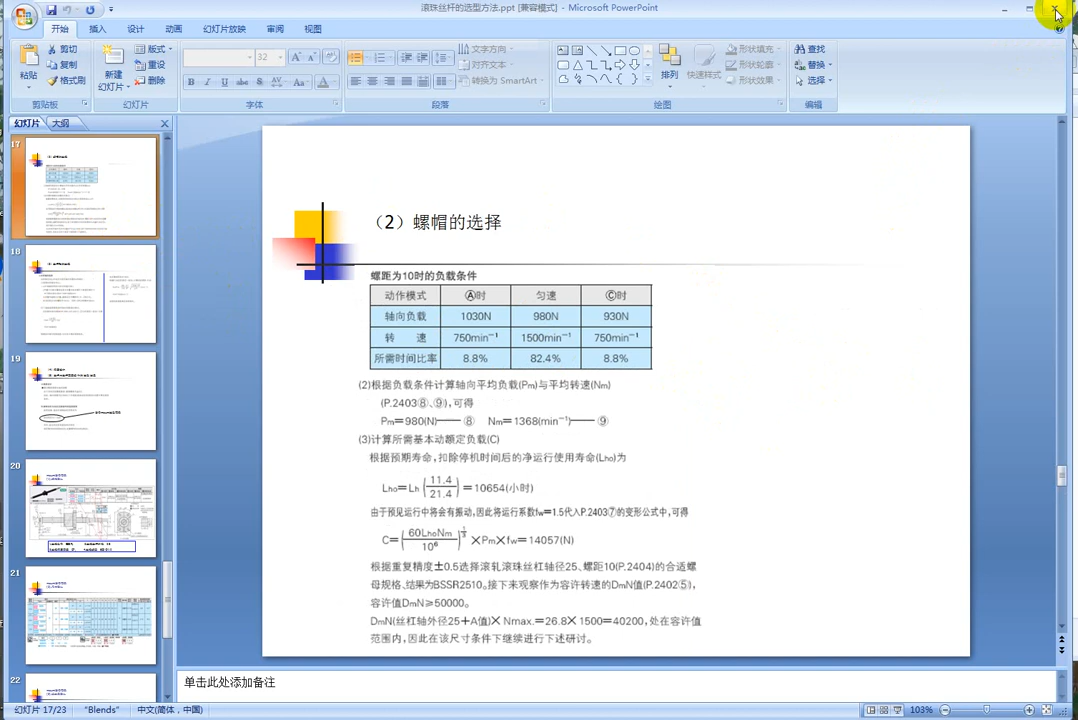 滚珠丝杆的选型方法.ppt [兼容模式] - Microsoft PowerPoint
开始 插入 设计 动画 幻灯片放映 审阅 视图
粘贴 剪切 复制 格式刷 剪贴板
新建 幻灯片 版式 重设 删除 幻灯片
32 字体
文字方向 对齐文本 转换为 SmartArt 段落
排列 快速样式 形状填充 形状轮廓 形状效果 绘图
查找 替换 选择 编辑
幻灯片 大纲
17
18
19
20
21
22
（2）螺帽的选择
螺距为10时的负载条件
动作模式 Ⓐ时 匀速 Ⓒ时
轴向负载 1030N 980N 930N
转 速 750min⁻¹ 1500min⁻¹ 750min⁻¹
所需时间比率 8.8% 82.4% 8.8%
(2)根据负载条件计算轴向平均负载(Pm)与平均转速(Nm)
(P.2403⑧、⑨),可得
Pm=980(N)—— ⑧ Nm=1368(min⁻¹)—— ⑨
(3)计算所需基本动额定负载(C)
根据预期寿命,扣除停机时间后的净运行使用寿命(Lho)为
Lho=Lh (11.4/21.4) =10654(小时)
由于预见运行中将会有振动,因此将运行系数fw=1.5代入P.2403⑦的变形公式中,可得
C=(60LhoNm/10⁶)^1/3 ×Pm×fw=14057(N)
根据重复精度±0.5选择滚轧滚珠丝杠轴径25、螺距10(P.2404)的合适螺
母规格、结果为BSSR2510。接下来观察作为容许转速的DmN值(P.2402⑤),
容许值DmN≥50000。
DmN(丝杠轴外径25+A值)×Nmax.=26.8×1500=40200,处在容许值
范围内,因此在该尺寸条件下继续进行下述研讨。
单击此处添加备注
幻灯片 17/23 "Blends" 中文(简体，中国) 103%